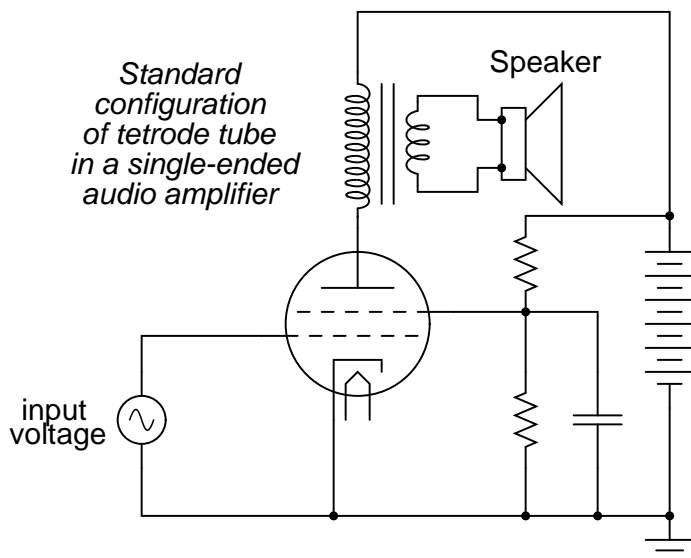 Standard
configuration
of tetrode tube
in a single-ended
audio amplifier
Speaker
input
voltage